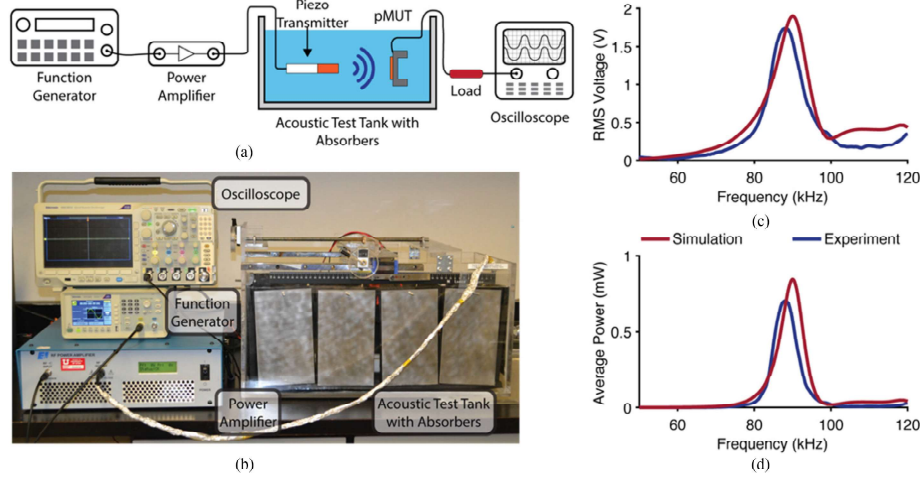 Piezo
Transmitter
pMUT
Function
Generator
Power
Amplifier
Load
Acoustic Test Tank with
Absorbers
Oscilloscope
(a)
Oscilloscope
Function
Generator
Power
Amplifier
Acoustic Test Tank
with Absorbers
(b)
RMS Voltage (V)
2
1.5
1
0.5
0
60
80
100
120
Frequency (kHz)
(c)
Simulation
Experiment
Average Power (mW)
1
0.5
0
60
80
100
120
Frequency (kHz)
(d)